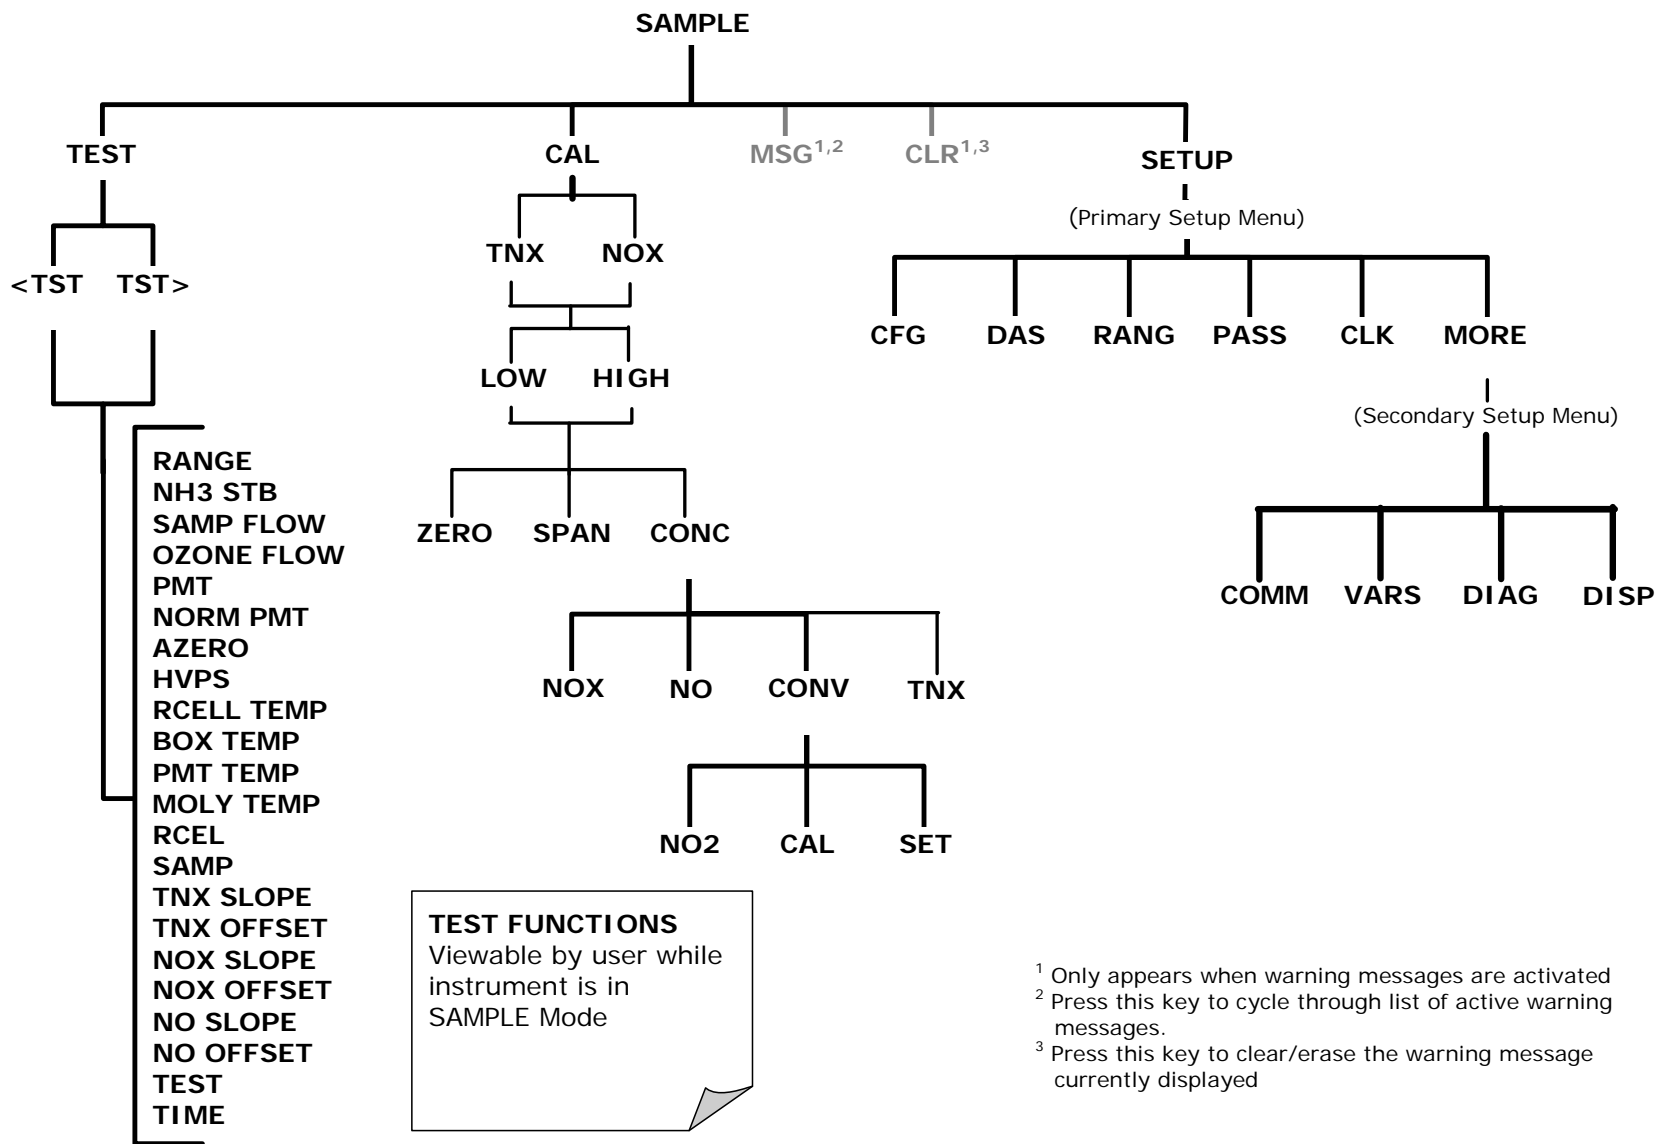 SAMPLE
TEST CAL MSG1,2 CLR1,3 SETUP
(Primary Setup Menu)
TNX NOX
<TST TST>
CFG DAS RANG PASS CLK MORE
LOW HIGH
(Secondary Setup Menu)
RANGE
NH3 STB
SAMP FLOW
OZONE FLOW
PMT
NORM PMT
AZERO
HVPS
RCELL TEMP
BOX TEMP
PMT TEMP
MOLY TEMP
RCEL
SAMP
TNX SLOPE
TNX OFFSET
NOX SLOPE
NOX OFFSET
NO SLOPE
NO OFFSET
TEST
TIME
ZERO SPAN CONC
COMM VARS DIAG DISP
NOX NO CONV TNX
NO2 CAL SET
TEST FUNCTIONS
Viewable by user while
instrument is in
SAMPLE Mode
1 Only appears when warning messages are activated
2 Press this key to cycle through list of active warning
messages.
3 Press this key to clear/erase the warning message
currently displayed